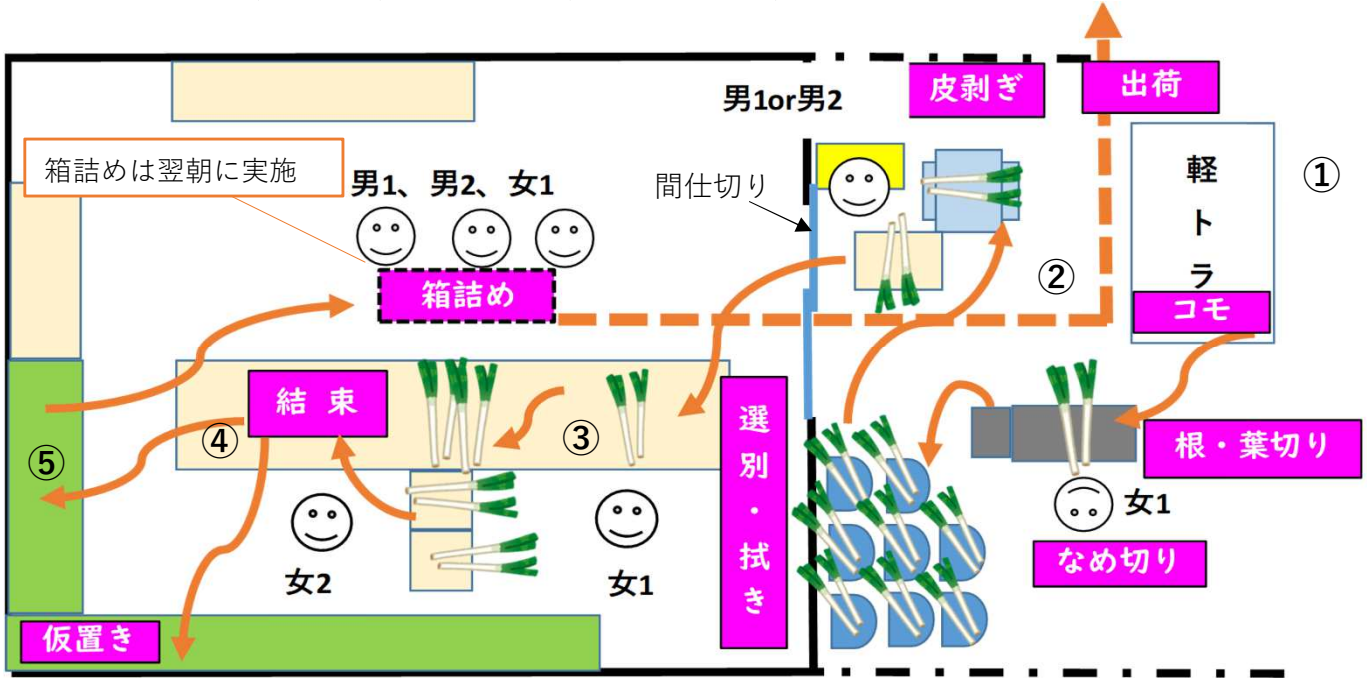 男1or男2
皮剥ぎ
出荷
箱詰めは翌朝に実施
男1、男2、女1
間仕切り
軽トラ
①
コモ
②
箱詰め
結 束
選別・拭き
③
④
⑤
根・葉切り
女1
なめ切り
女2
女1
仮置き